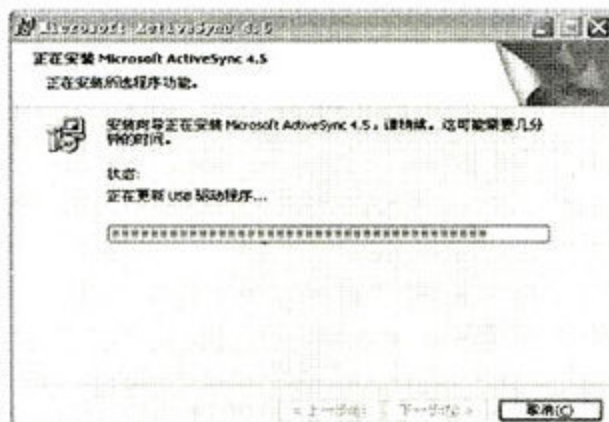 Microsoft ActiveSync 4.5
正在安装 Microsoft ActiveSync 4.5
正在安装所选程序功能。
安装向导正在安装 Microsoft ActiveSync 4.5，请稍候。这可能需要几分
钟的时间。
状态:
正在更新 USB 驱动程序...
< 上一步(B) 下一步(N) > 取消(C)